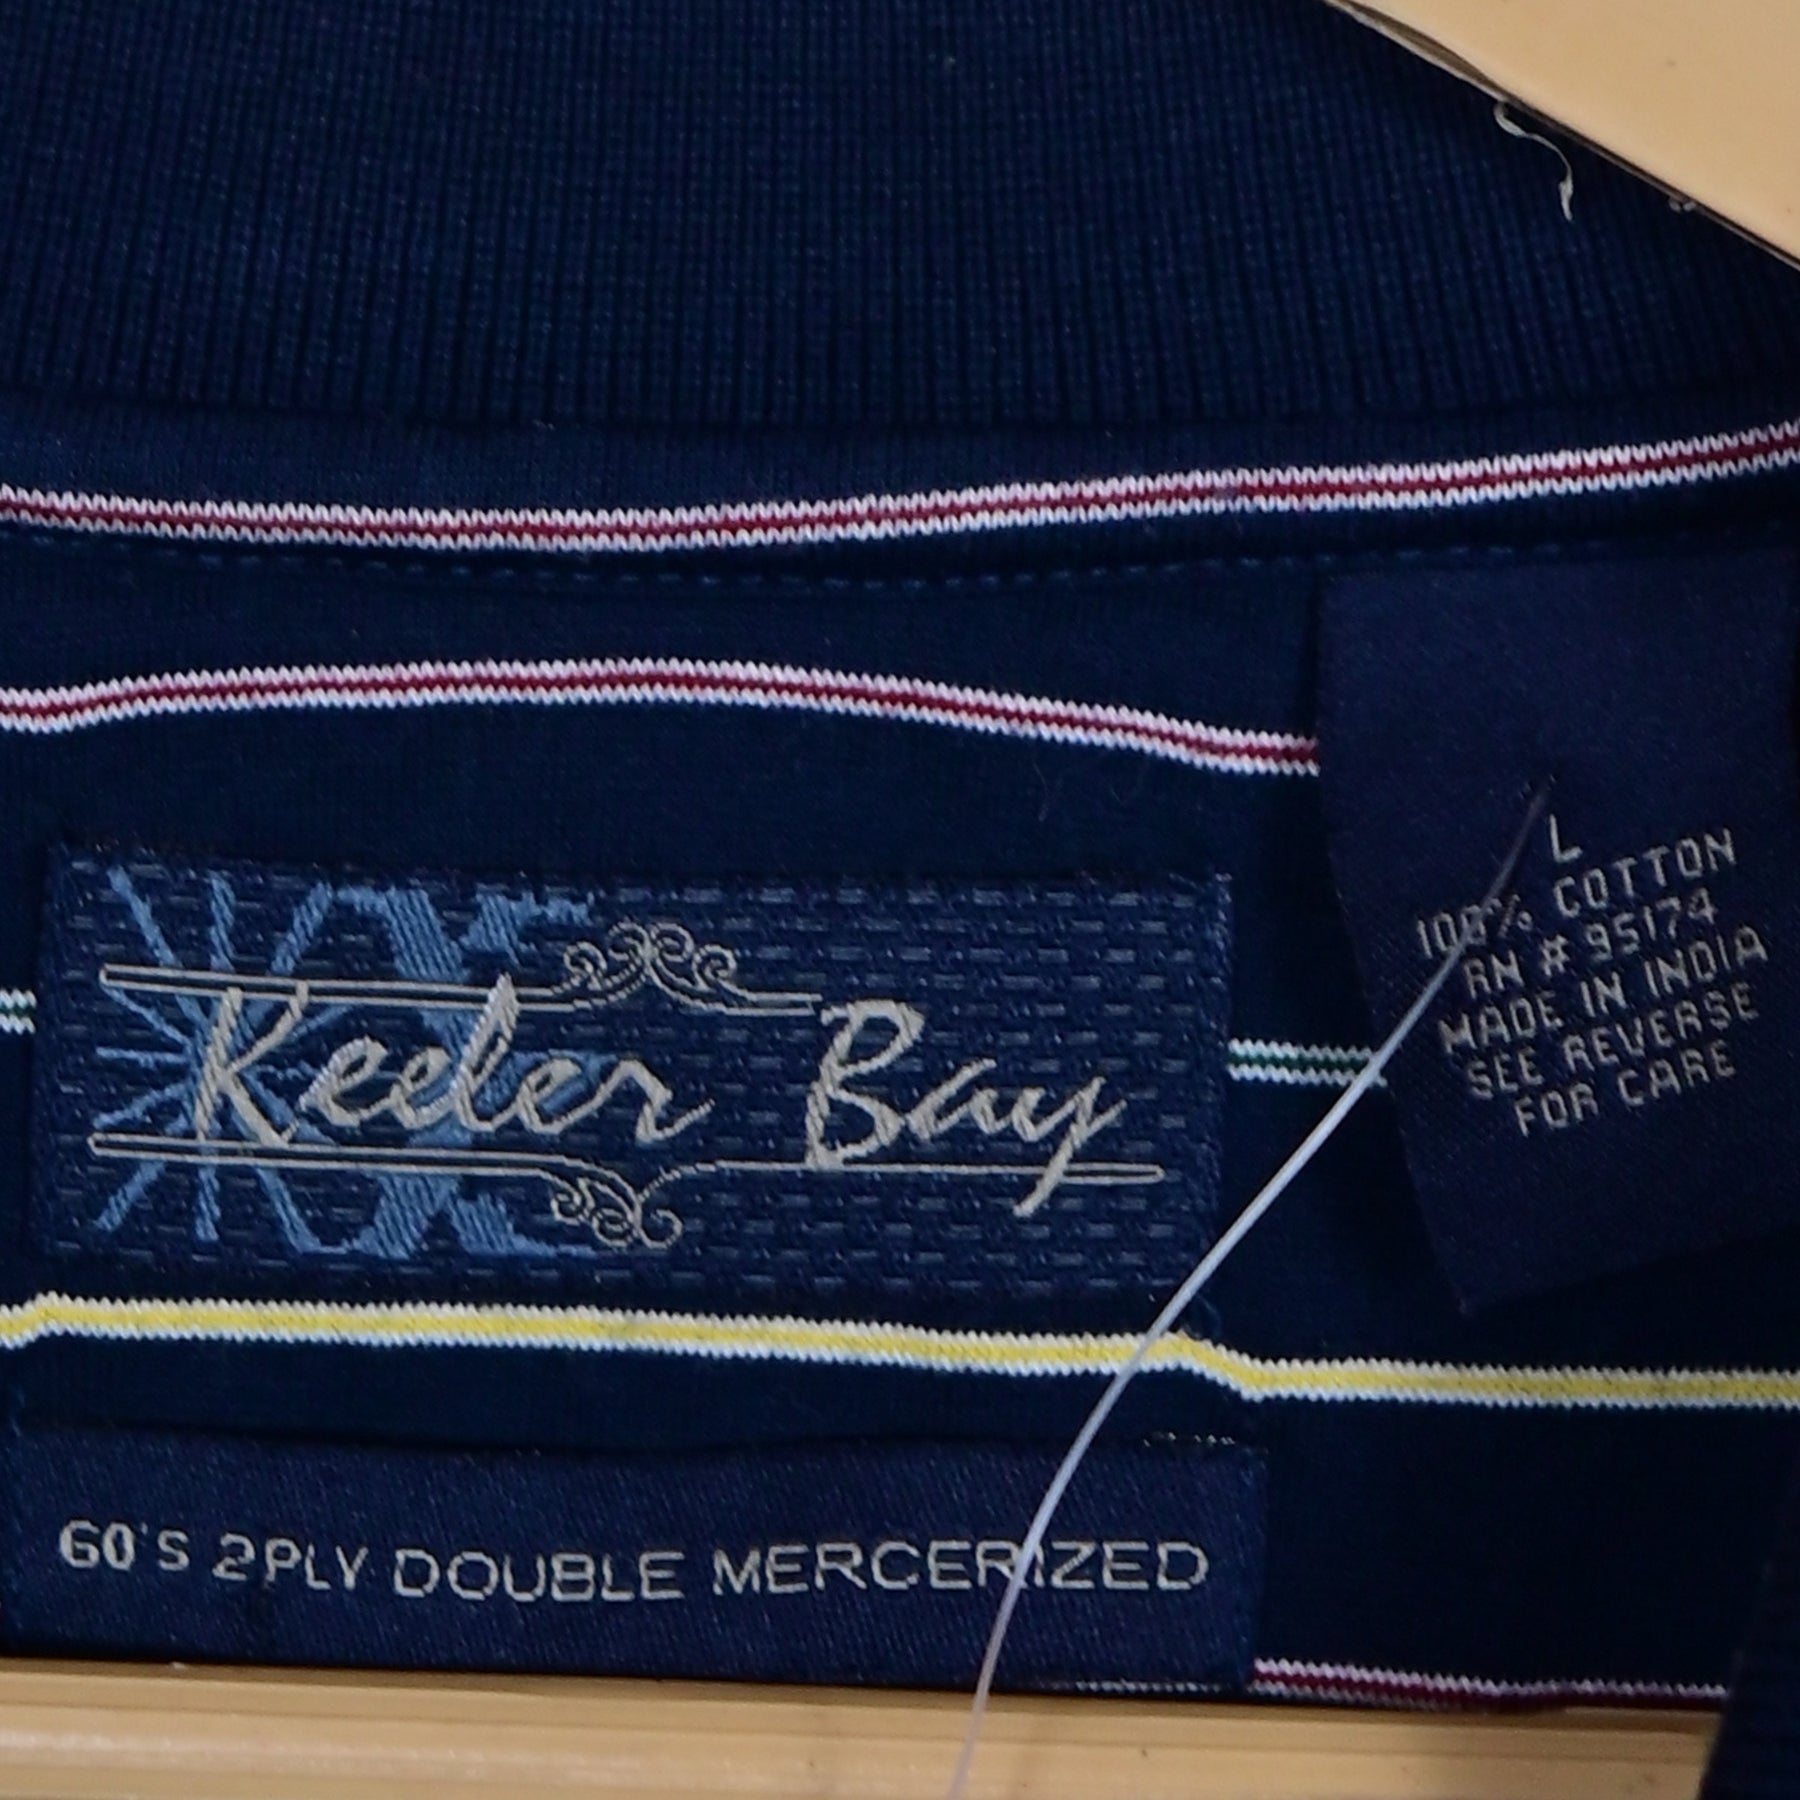 Keeler Bay
L
100% COTTON
RN # 95174
MADE IN INDIA
SEE REVERSE
FOR CARE
60'S 2PLY DOUBLE MERCERIZED